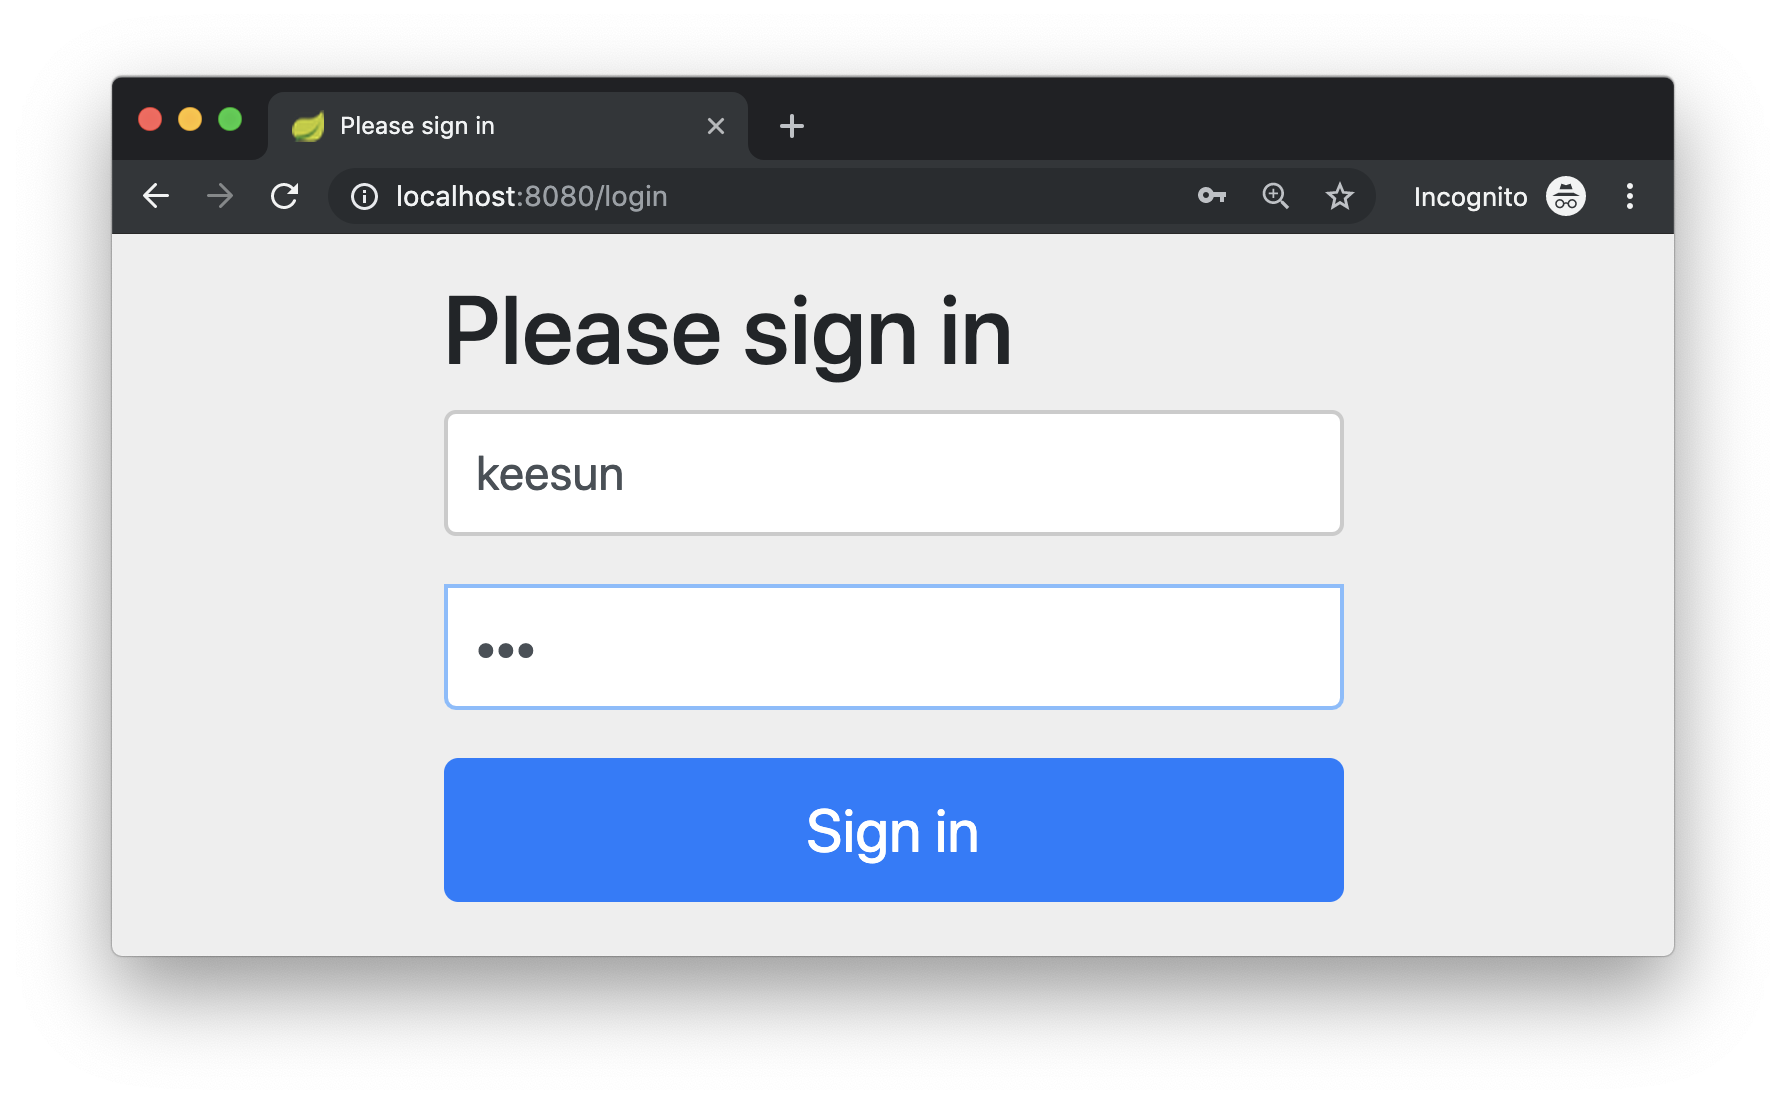 Please sign in
localhost:8080/login
Incognito
Please sign in
keesun
•••
Sign in